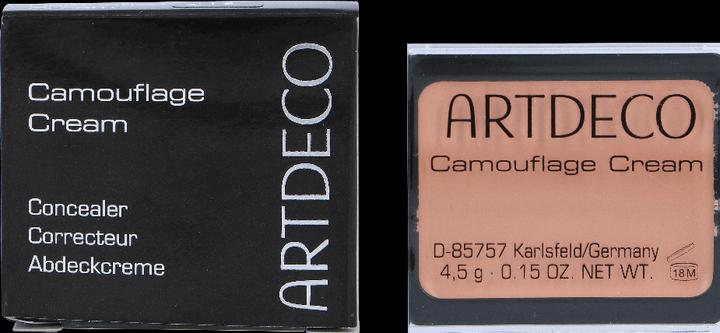 Camouflage
Cream
Concealer
Correcteur
Abdeckcreme
ARTDECO
ARTDECO
Camouflage Cream
D-85757 Karlsfeld/Germany
4,5 g · 0.15 OZ. NET WT.
18M